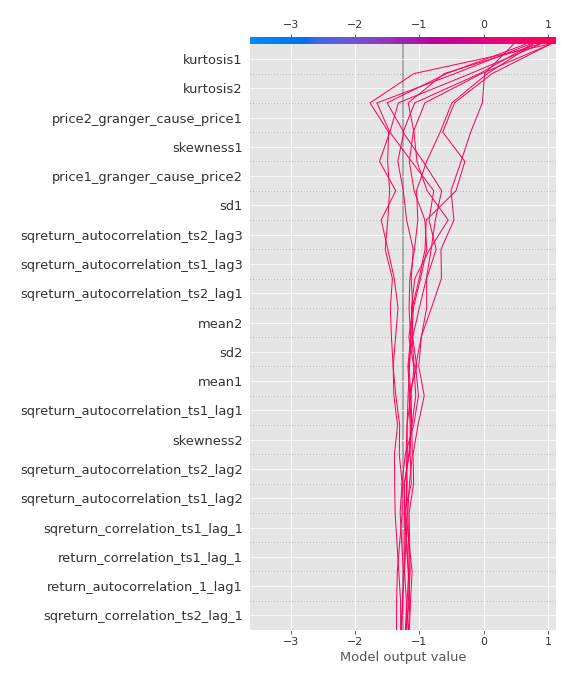 −3 −2 −1 0 1
kurtosis1
kurtosis2
price2_granger_cause_price1
skewness1
price1_granger_cause_price2
sd1
sqreturn_autocorrelation_ts2_lag3
sqreturn_autocorrelation_ts1_lag3
sqreturn_autocorrelation_ts2_lag1
mean2
sd2
mean1
sqreturn_autocorrelation_ts1_lag1
skewness2
sqreturn_autocorrelation_ts2_lag2
sqreturn_autocorrelation_ts1_lag2
sqreturn_correlation_ts1_lag_1
return_correlation_ts1_lag_1
return_autocorrelation_1_lag1
sqreturn_correlation_ts2_lag_1
−3 −2 −1 0 1
Model output value